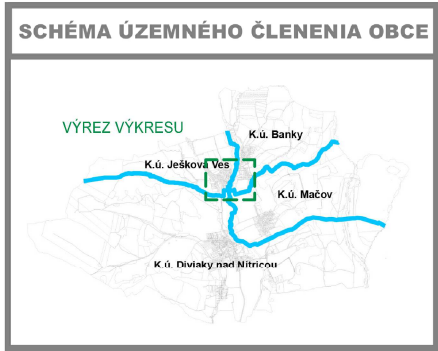 SCHÉMA ÚZEMNÉHO ČLENENIA OBCE
VÝREZ VÝKRESU
K.ú. Banky
K.ú. Ješkova Ves
K.ú. Mačov
K.ú. Diviaky nad Nitricou